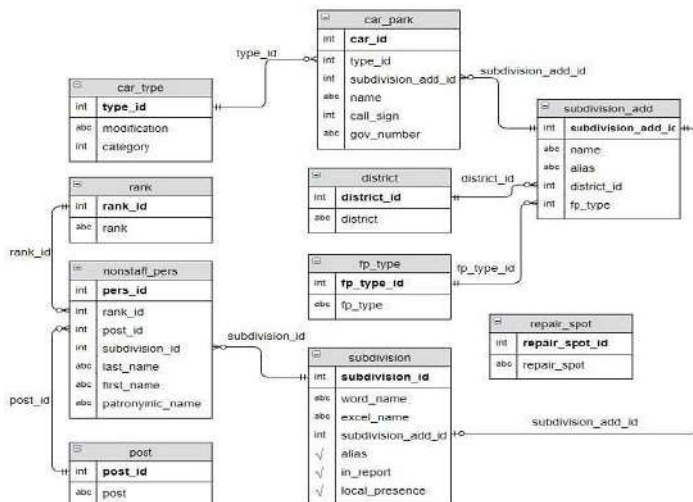 car_park
int car_id
int type_id
int subdivision_add_id
abc name
int call_sign
abc gov_number
type_id
subdivision_add_id
car_type
int type_id
abc modification
int category
subdivision_add
int subdivision_add_id
abc name
abc alias
int district_id
int fp_type
district
int district_id
abc district
district_id
rank
int rank_id
abc rank
rank_id
fp_type
int fp_type_id
abc fp_type
fp_type_id
nonstaff_pers
int pers_id
int rank_id
int post_id
int subdivision_id
abc last_name
abc first_name
abc patronyinic_name
subdivision_id
repair_spot
int repair_spot_id
abc repair_spot
subdivision
int subdivision_id
abc word_name
abc excel_name
int subdivision_add_id
√ alias
√ in_report
√ local_presence
subdivision_add_id
post_id
post
int post_id
abc post